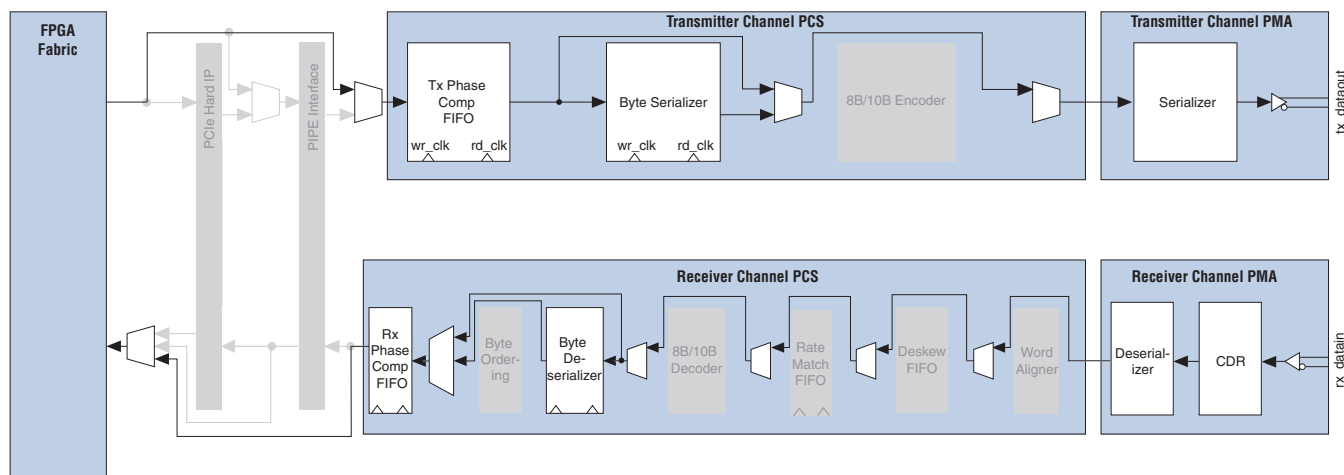 FPGA
Fabric
PCIe Hard IP
PIPE Interface
Transmitter Channel PCS
Tx Phase
Comp
FIFO
wr_clk
rd_clk
Byte Serializer
wr_clk
rd_clk
8B/10B Encoder
Transmitter Channel PMA
Serializer
tx_dataout
Receiver Channel PCS
Rx
Phase
Comp
FIFO
Byte
Order-
ing
Byte
De-
serializer
8B/10B
Decoder
Rate
Match
FIFO
Deskew
FIFO
Word
Aligner
Receiver Channel PMA
Deserial-
izer
CDR
rx_datain